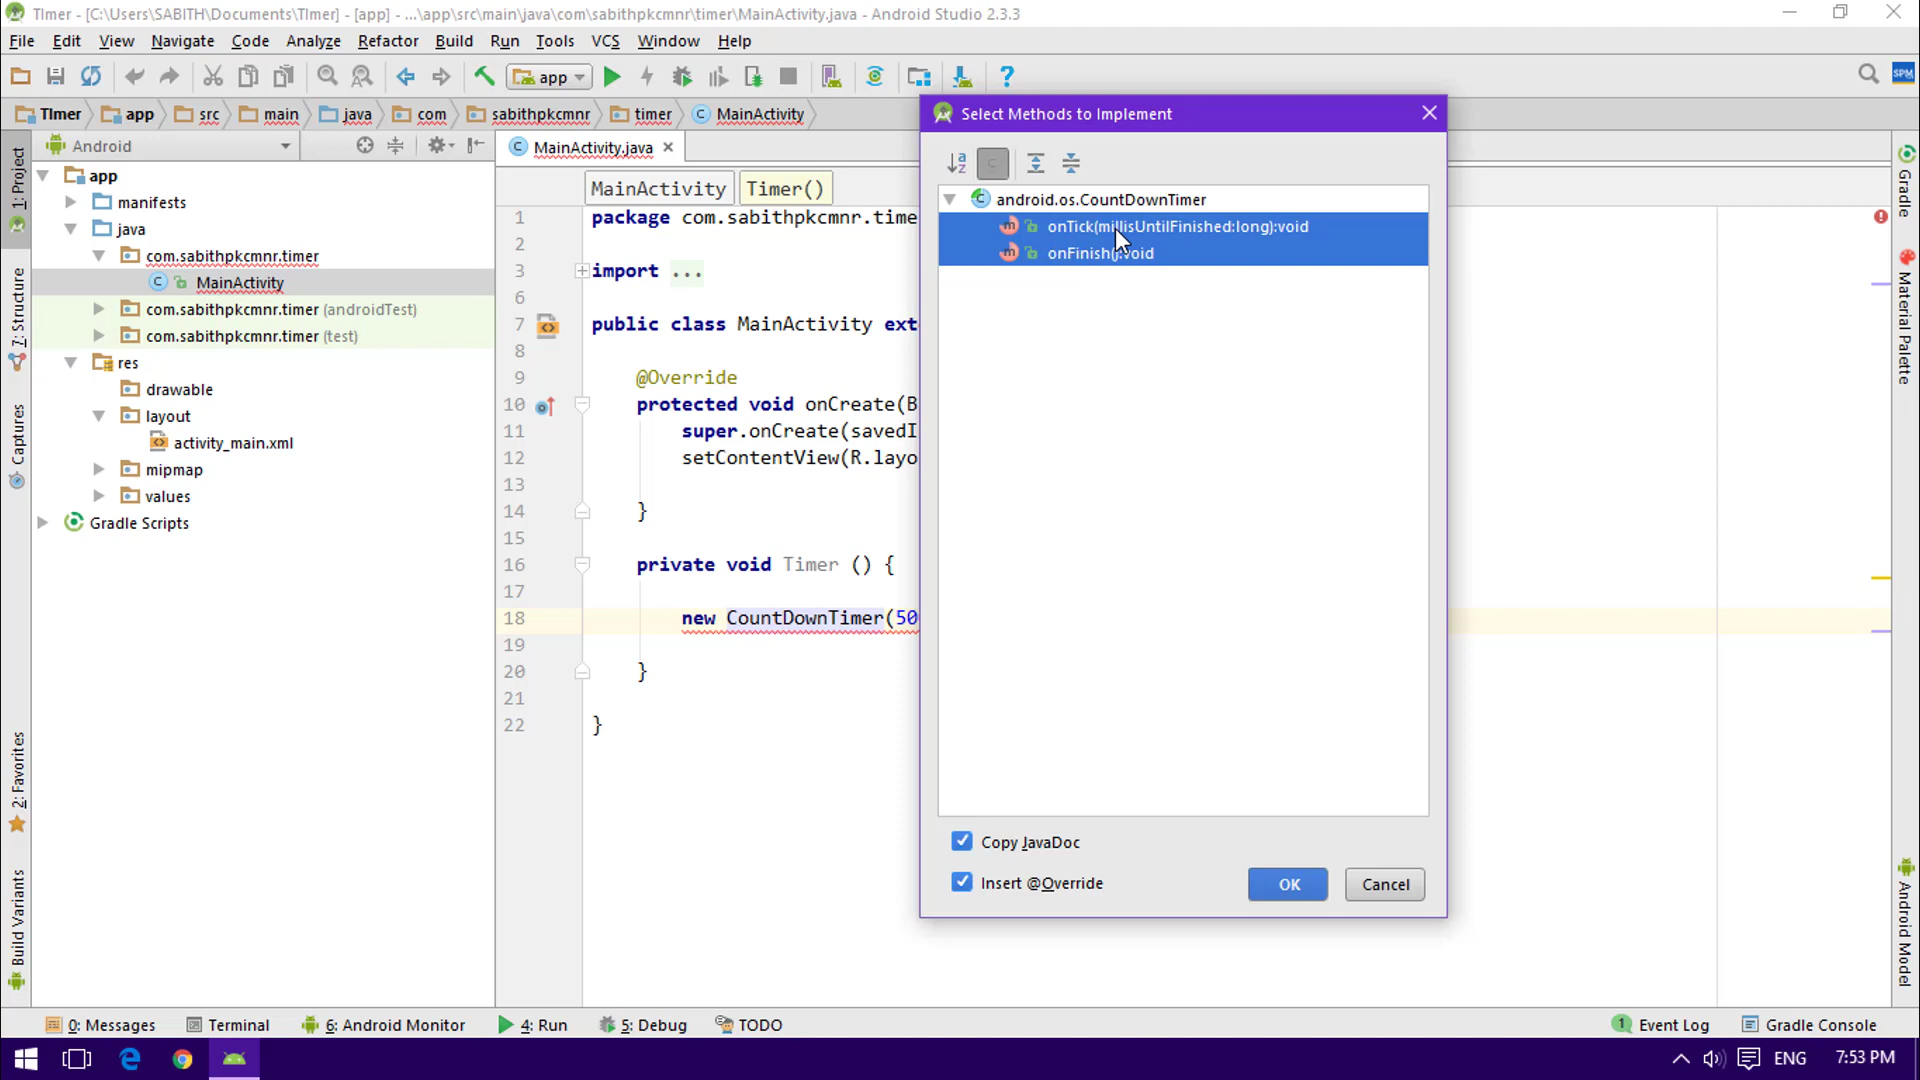 TImer - [C:\Users\SABITH\Documents\TImer] - [app] - ...\app\src\main\java\com\sabithpkcmnr\timer\MainActivity.java - Android Studio 2.3.3
File Edit View Navigate Code Analyze Refactor Build Run Tools VCS Window Help
app
SPM
TImer app src main java com sabithpkcmnr timer MainActivity
Android
MainActivity.java
app
manifests
java
com.sabithpkcmnr.timer
MainActivity
com.sabithpkcmnr.timer (androidTest)
com.sabithpkcmnr.timer (test)
res
drawable
layout
activity_main.xml
mipmap
values
Gradle Scripts
1: Project
7: Structure
Captures
2: Favorites
Build Variants
MainActivity Timer()
1 package com.sabithpkcmnr.time
2
3 import ...
6
7 public class MainActivity ext
8
9 @Override
10 protected void onCreate(B
11 super.onCreate(savedI
12 setContentView(R.layo
13
14 }
15
16 private void Timer () {
17
18 new CountDownTimer(50
19
20 }
21
22 }
Select Methods to Implement
android.os.CountDownTimer
onTick(millisUntilFinished:long):void
onFinish():void
Copy JavaDoc
Insert @Override
OK
Cancel
Gradle
Material Palette
Android Model
0: Messages Terminal 6: Android Monitor 4: Run 5: Debug TODO
1 Event Log Gradle Console
ENG 7:53 PM